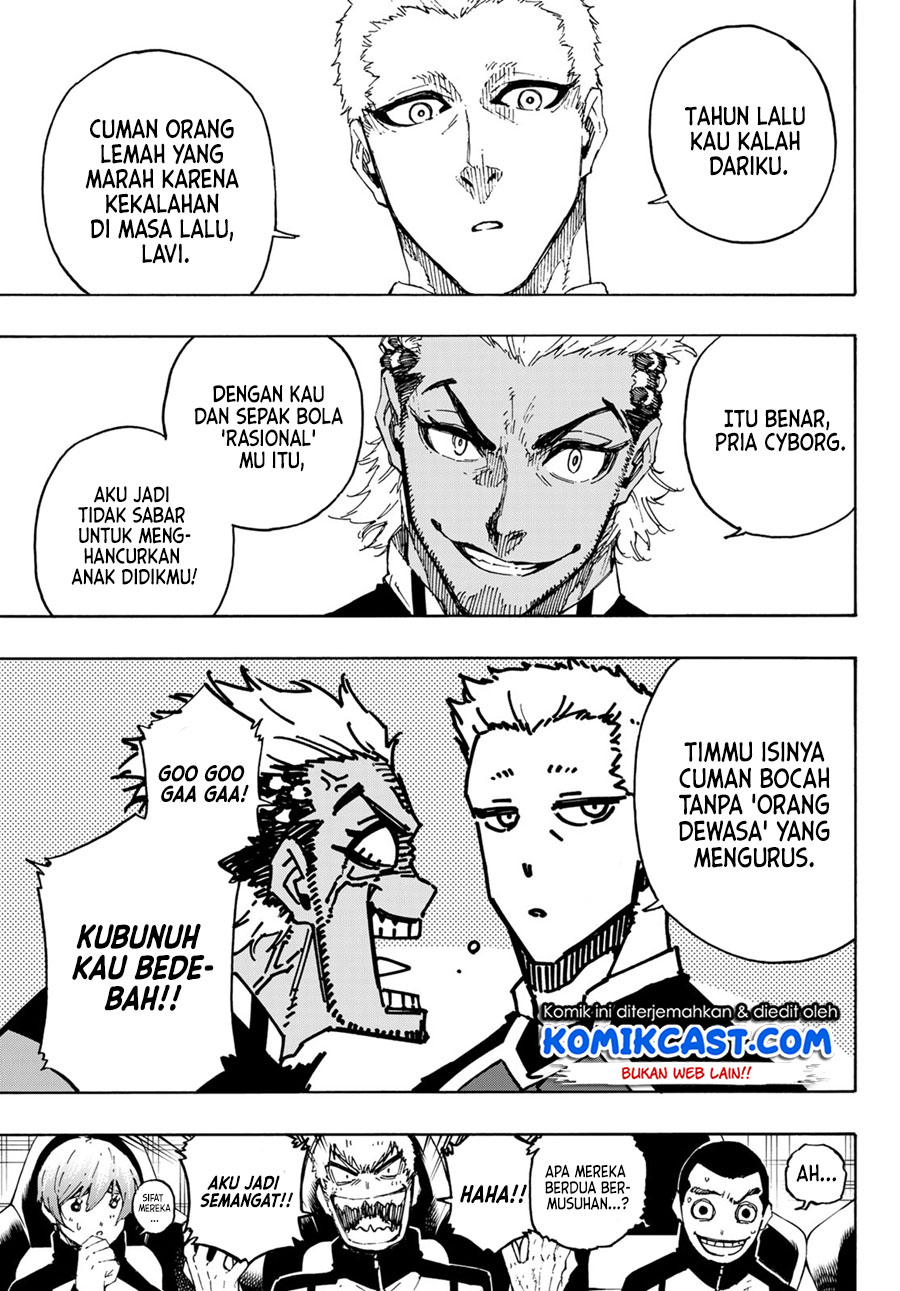 TAHUN LALU
KAU KALAH
DARIKU.
CUMAN ORANG
LEMAH YANG
MARAH KARENA
KEKALAHAN
DI MASA LALU,
LAVI.
ITU BENAR,
PRIA CYBORG.
DENGAN KAU
DAN SEPAK BOLA
'RASIONAL'
MU ITU,
AKU JADI
TIDAK SABAR
UNTUK MENG-
HANCURKAN
ANAK DIDIKMU!
TIMMU ISINYA
CUMAN BOCAH
TANPA 'ORANG
DEWASA' YANG
MENGURUS.
GOO GOO
GAA GAA!
KUBUNUH
KAU BEDE-
BAH!!
Komik ini diterjemahkan & diedit oleh
KOMIKCAST.COM
BUKAN WEB LAIN!!
AH...
APA MEREKA
BERDUA BER-
MUSUHAN...?
HAHA!!
AKU JADI
SEMANGAT!!
SIFAT
MEREKA
...